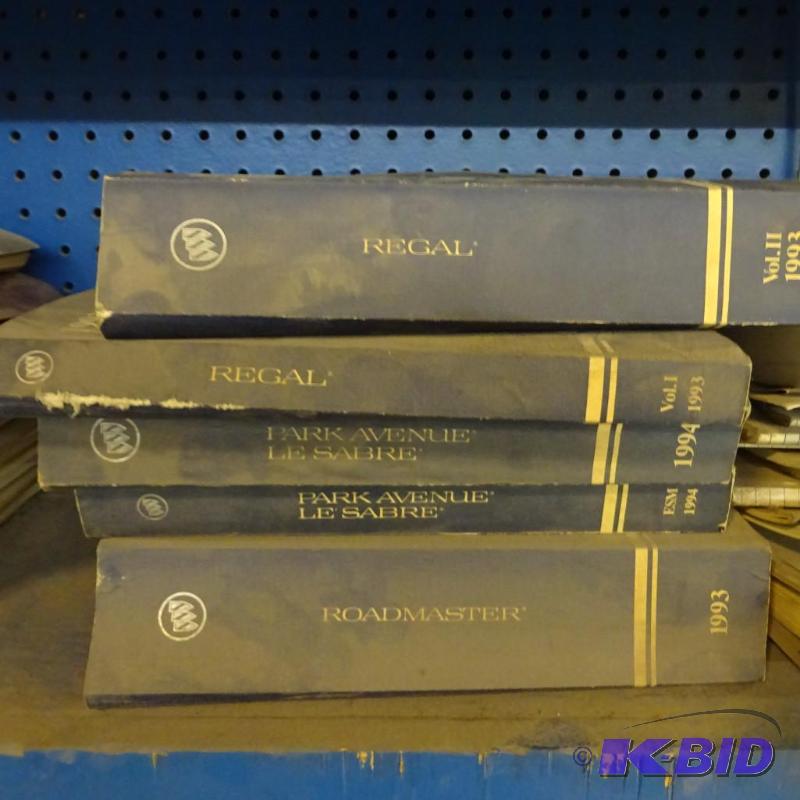 REGAL®
Vol.II
1993
REGAL®
Vol.I
1993
PARK AVENUE®
LE SABRE®
1994
PARK AVENUE®
LE SABRE®
ESM
1994
ROADMASTER®
1993
© K-BID